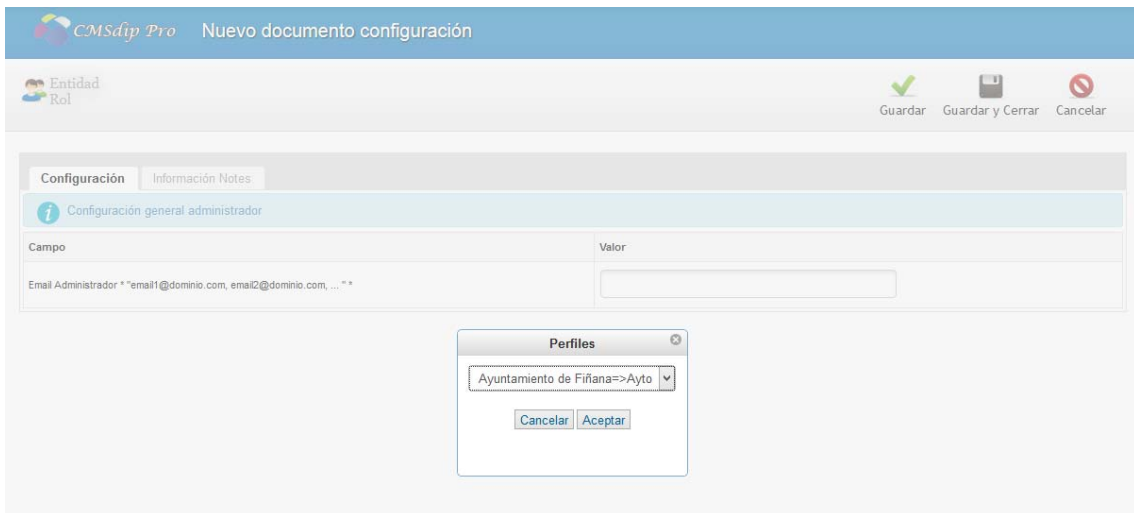 CMSdip Pro Nuevo documento configuración
Entidad
Rol
Guardar Guardar y Cerrar Cancelar
Configuración Información Notes
i Configuración general administrador
Campo Valor
Email Administrador * "email1@dominio.com, email2@dominio.com, ... " *
Perfiles
Ayuntamiento de Fiñana=>Ayto
Cancelar Aceptar